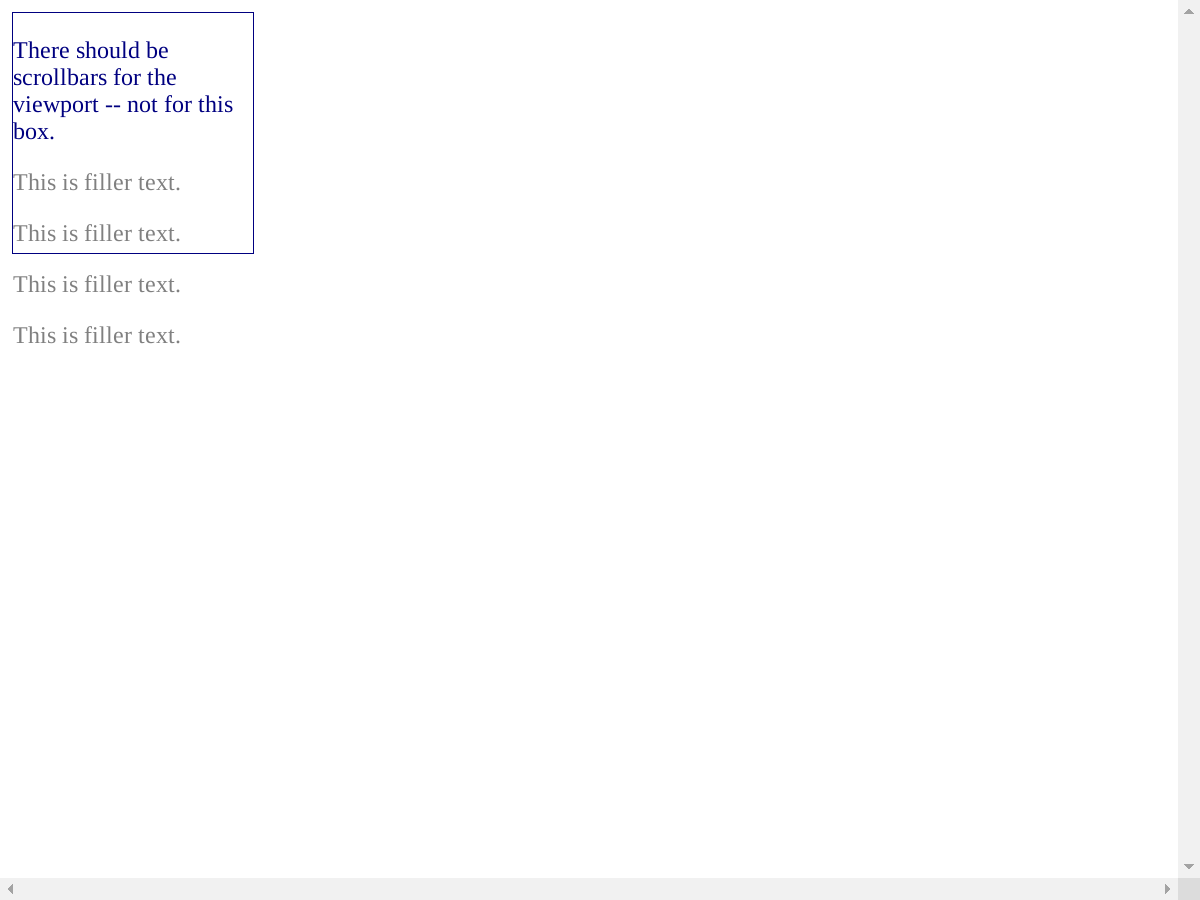 There should be
scrollbars for the
viewport -- not for this
box.
This is filler text.
This is filler text.
This is filler text.
This is filler text.